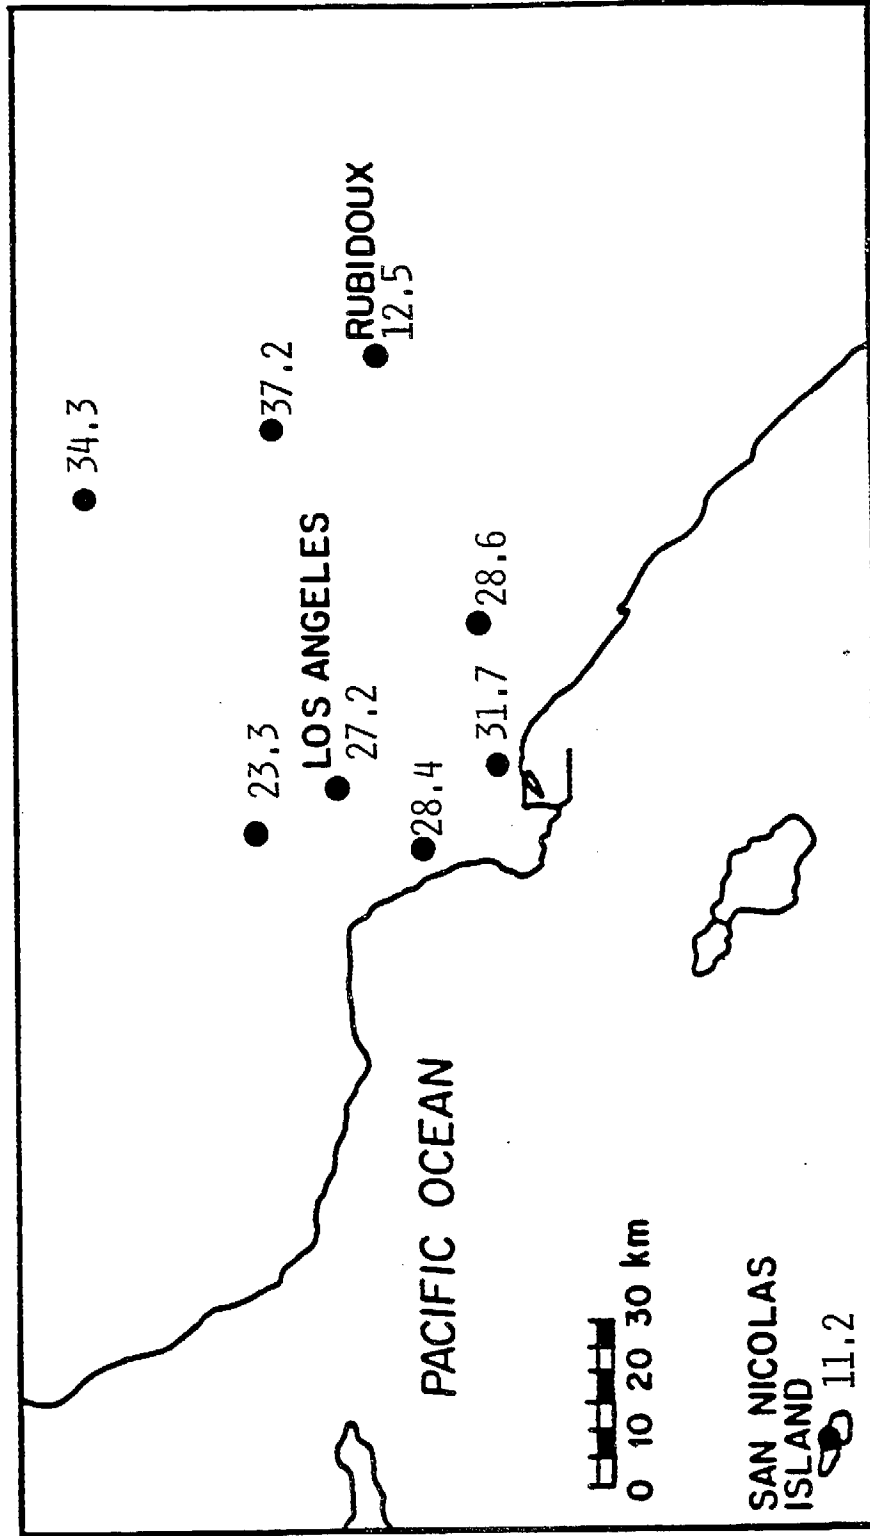 34.3
37.2
RUBIDOUX
12.5
23.3
LOS ANGELES
27.2
28.4
28.6
31.7
PACIFIC OCEAN
0 10 20 30 km
SAN NICOLAS
ISLAND
11.2